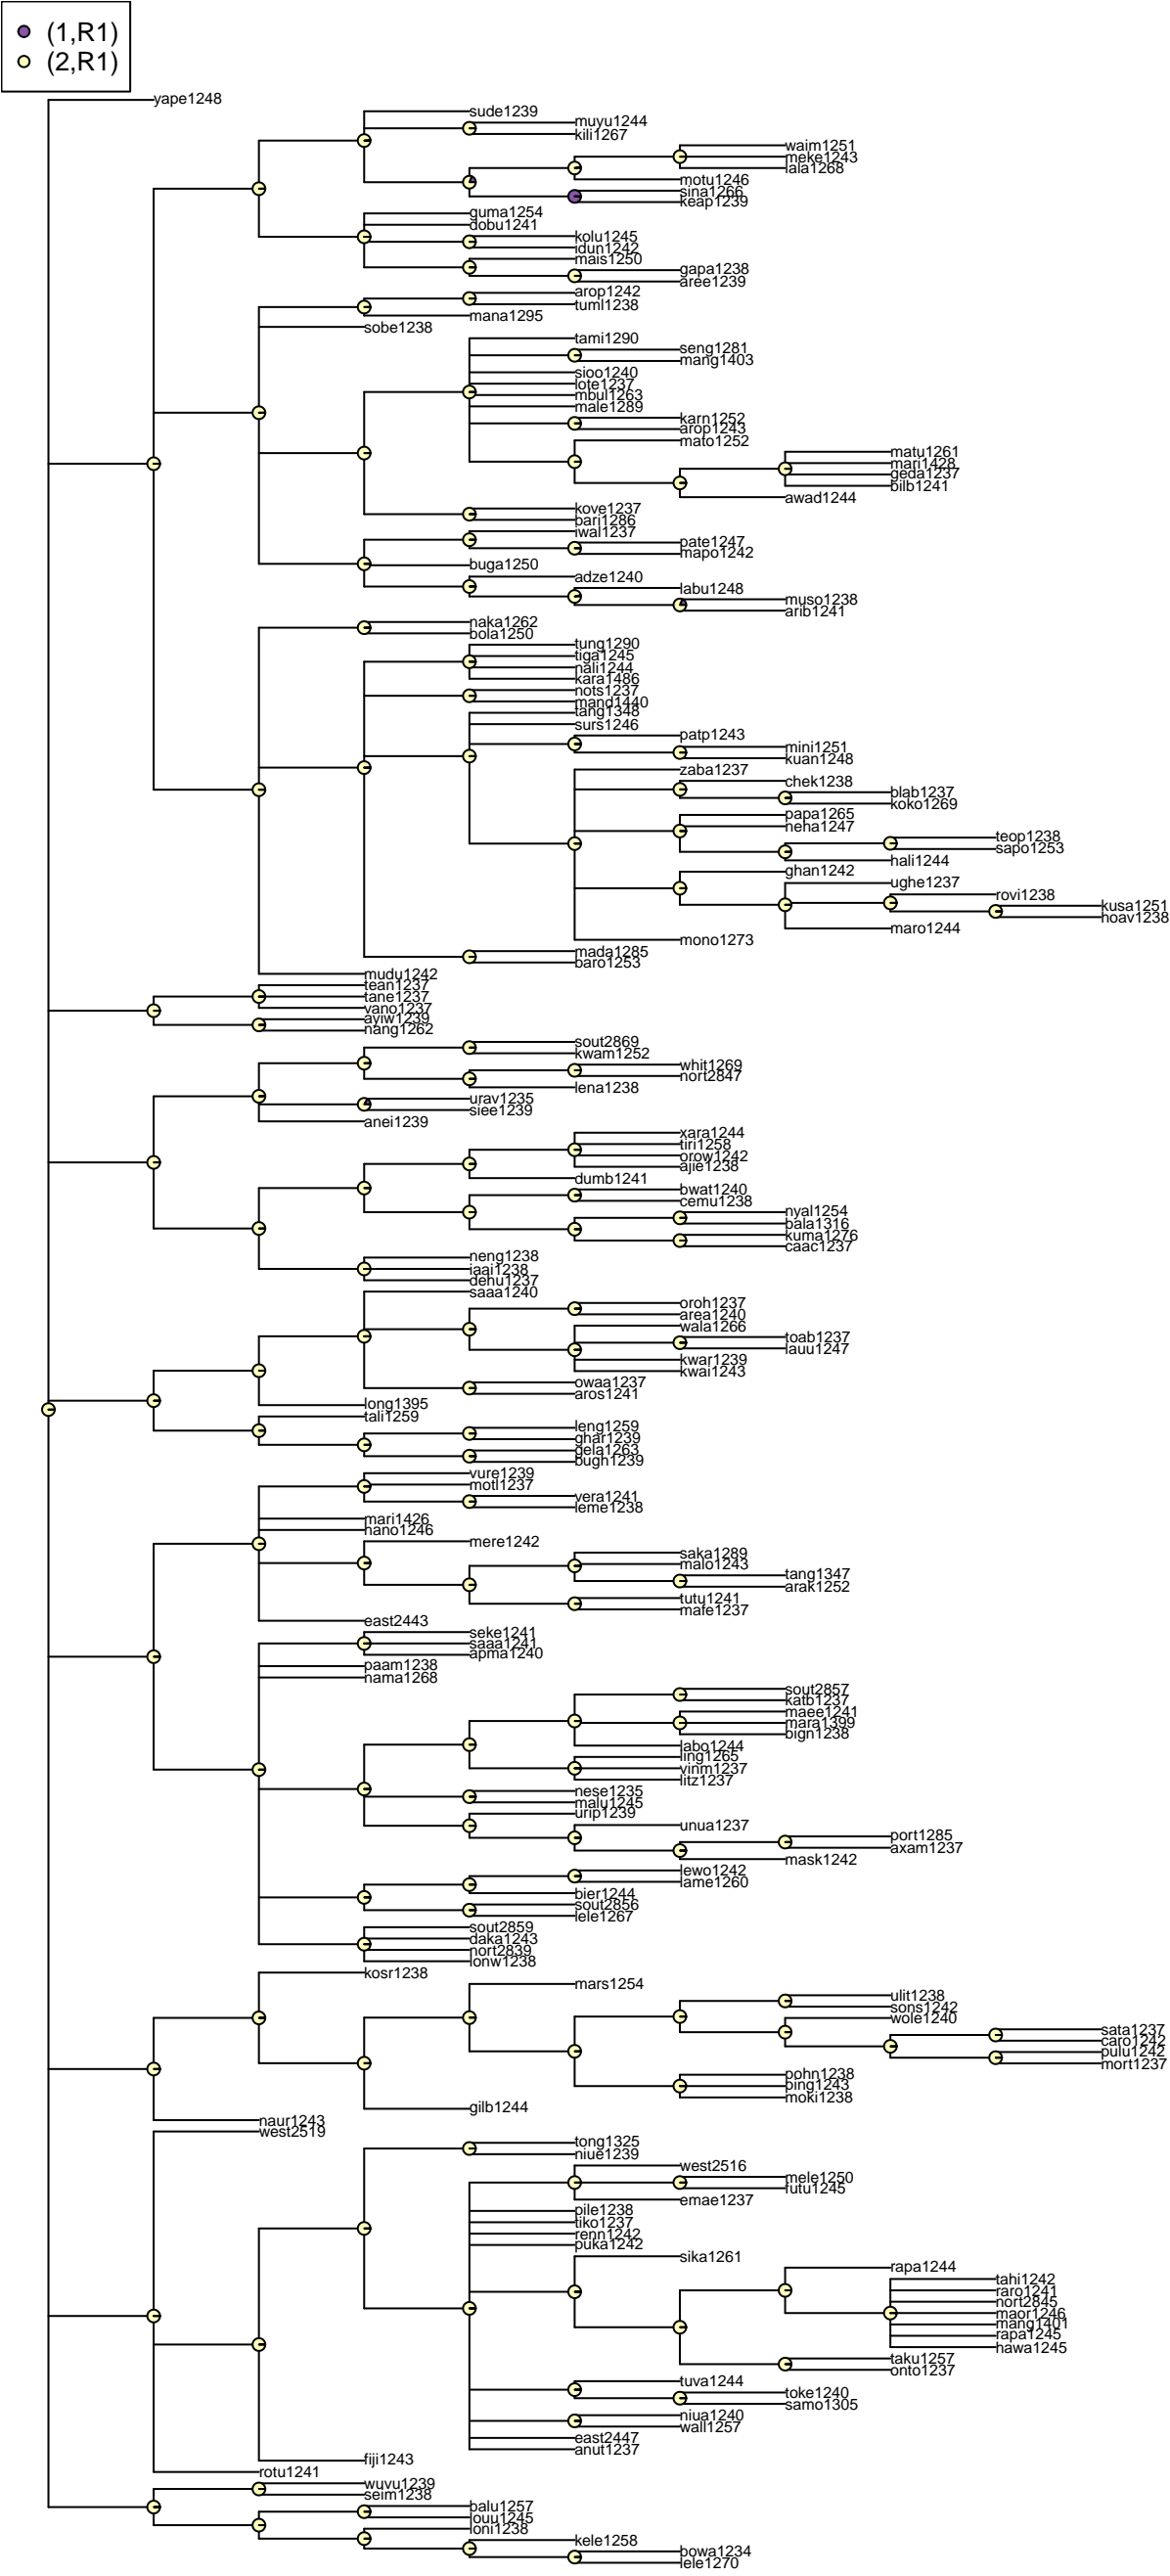 (1,R1)
(2,R1)
yape1248
sude1239
muyu1244
kili1267
waim1251
meke1243
lala1268
motu1246
sina1266
keap1239
guma1254
dobu1241
kolu1245
idun1242
mais1250
gapa1238
aree1239
arop1242
tuml1238
mana1295
sobe1238
tami1290
seng1281
mang1403
sioo1240
lote1237
mbul1263
male1289
karn1252
arop1243
mato1252
matu1261
mari1428
geda1237
bilb1241
awad1244
kove1237
bari1286
iwal1237
pate1247
mapo1242
buga1250
adze1240
labu1248
muso1238
arib1241
naka1262
bola1250
tung1290
tiga1245
nali1244
kara1486
nots1237
mand1440
tang1348
surs1246
patp1243
mini1251
kuan1248
zaba1237
chek1238
blab1237
koko1269
papa1265
neha1247
teop1238
sapo1253
hali1244
ghan1242
ughe1237
rovi1238
kusa1251
hoav1238
maro1244
mono1273
mada1285
baro1253
mudu1242
tean1237
tane1237
vano1237
ayiw1239
nang1262
sout2869
kwam1252
whit1269
nort2847
lena1238
urav1235
siee1239
anei1239
xara1244
tiri1258
orow1242
ajie1238
dumb1241
bwat1240
cemu1238
nyal1254
bala1316
kuma1276
caac1237
neng1238
iaai1238
dehu1237
saaa1240
oroh1237
area1240
wala1266
toab1237
lauu1247
kwar1239
kwai1243
owaa1237
aros1241
long1395
tali1259
leng1259
ghar1239
gela1263
bugh1239
vure1239
motl1237
vera1241
leme1238
mari1426
nano1246
mere1242
saka1289
malo1243
tang1347
arak1252
tutu1241
mafe1237
east2443
seke1241
saaa1241
apma1240
paam1238
nama1268
sout2857
katb1237
maee1241
mara1399
bign1238
labo1244
ling1265
vinm1237
litz1237
nese1235
malu1245
urip1239
unua1237
port1285
axam1237
mask1242
lewo1242
lame1260
bier1244
sout2856
lele1267
sout2859
daka1243
nort2839
lonw1238
kosr1238
mars1254
ulit1238
sons1242
wole1240
sata1237
caro1242
pulu1242
mort1237
pohn1238
ping1243
moki1238
gilb1244
naur1243
west2519
tong1325
niue1239
west2516
mele1250
futu1245
emae1237
pile1238
tiko1237
renn1242
puka1242
sika1261
rapa1244
tahi1242
raro1241
nort2845
maor1246
mang1401
rapa1245
hawa1245
taku1257
onto1237
tuva1244
toke1240
samo1305
niua1240
wall1257
east2447
anut1237
fiji1243
rotu1241
wuvu1239
seim1238
balu1257
louu1245
loni1238
kele1258
bowa1234
lele1270